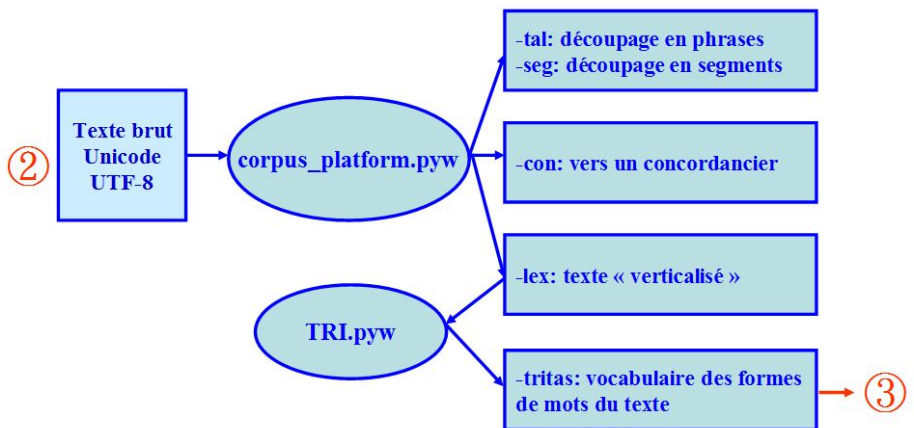 -tal: découpage en phrases
-seg: découpage en segments
②
Texte brut
Unicode
UTF-8
corpus_platform.pyw
-con: vers un concordancier
-lex: texte « verticalisé »
TRI.pyw
-tritas: vocabulaire des formes
de mots du texte
③